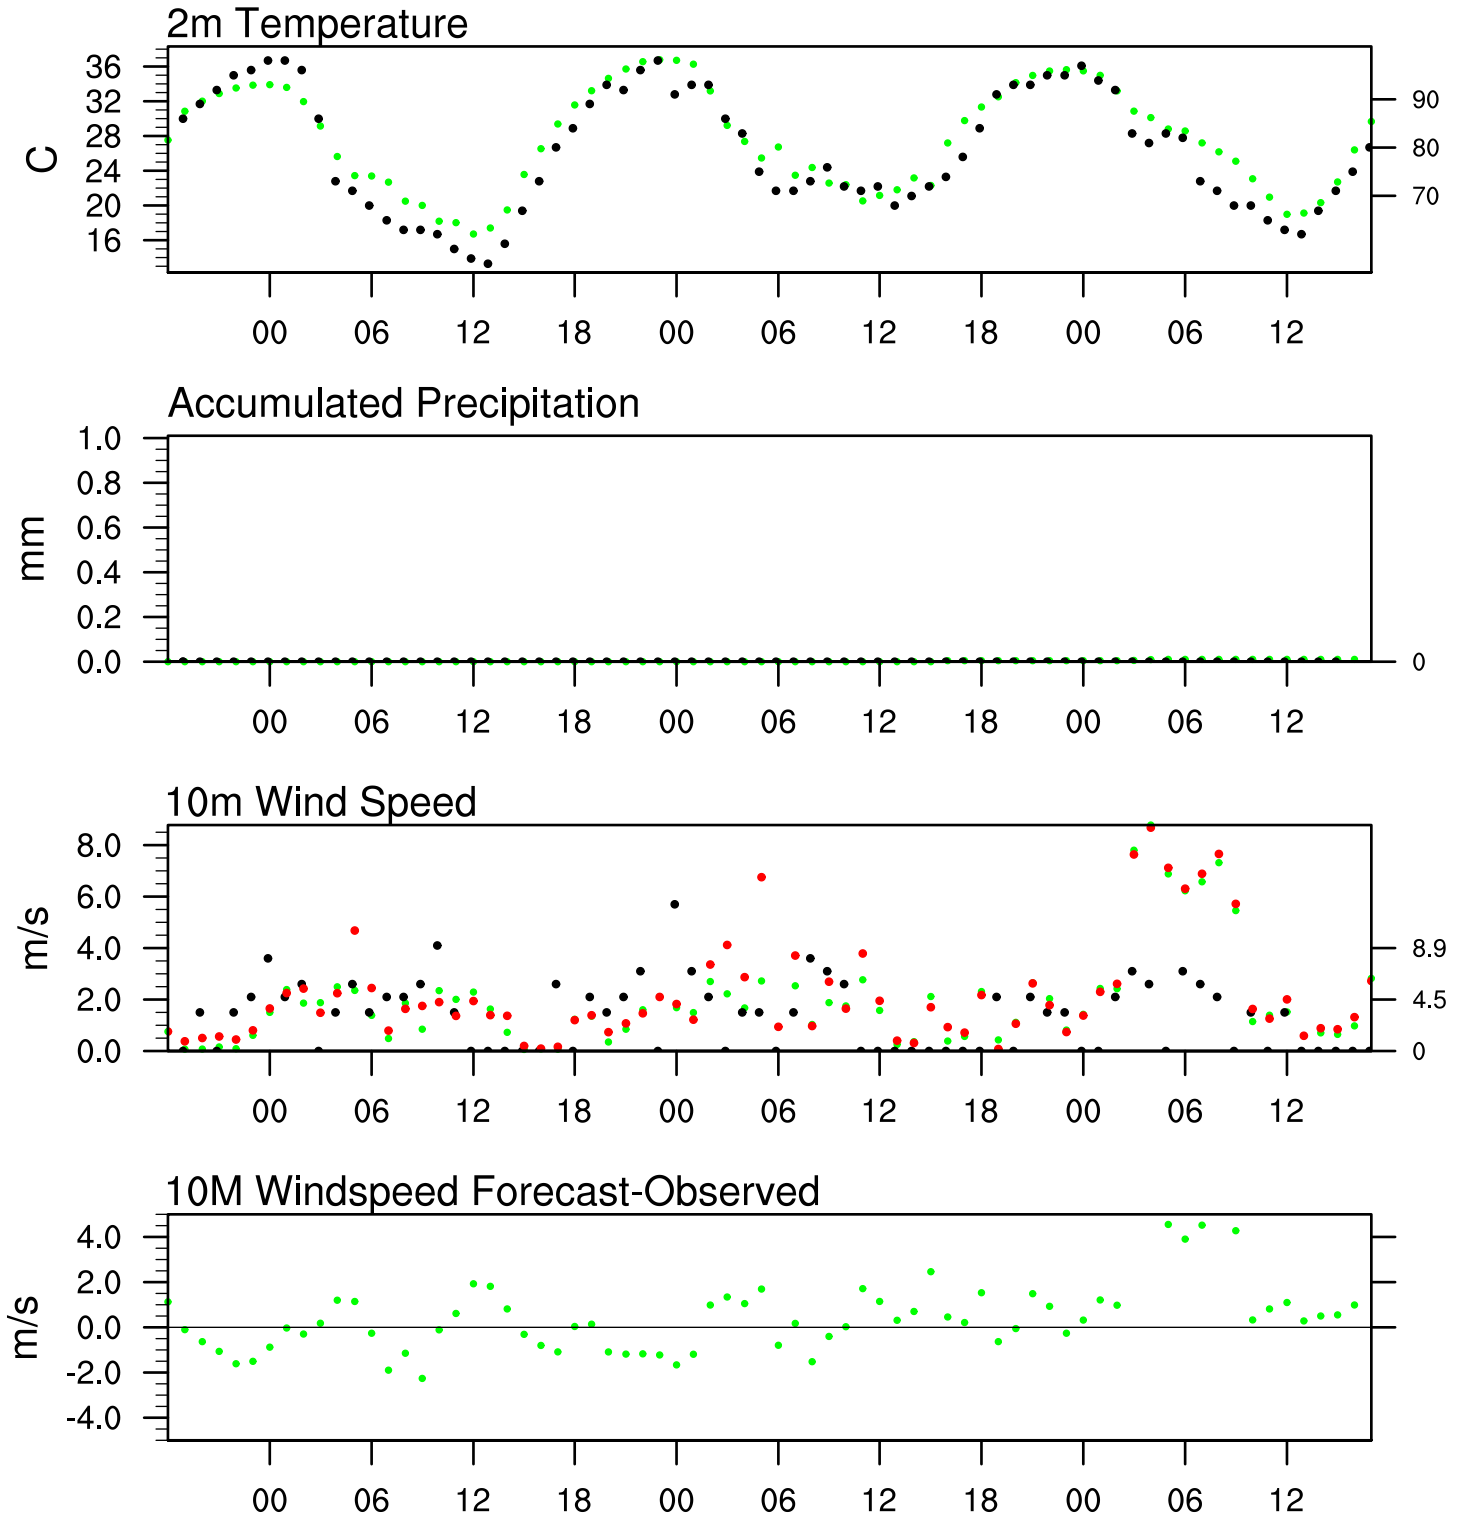 2m Temperature
36
32
28
24
20
16
C
90
80
70
00 06 12 18 00 06 12 18 00 06 12
Accumulated Precipitation
1.0
0.8
0.6
0.4
0.2
0.0
mm
0
00 06 12 18 00 06 12 18 00 06 12
10m Wind Speed
8.0
6.0
4.0
2.0
0.0
m/s
8.9
4.5
0
00 06 12 18 00 06 12 18 00 06 12
10M Windspeed Forecast-Observed
4.0
2.0
0.0
-2.0
-4.0
m/s
00 06 12 18 00 06 12 18 00 06 12